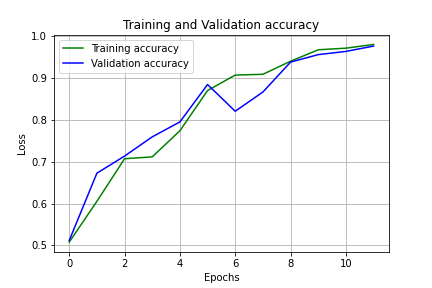 Training and Validation accuracy
Training accuracy
Validation accuracy
1.0
0.9
0.8
0.7
0.6
0.5
Loss
0 2 4 6 8 10
Epochs